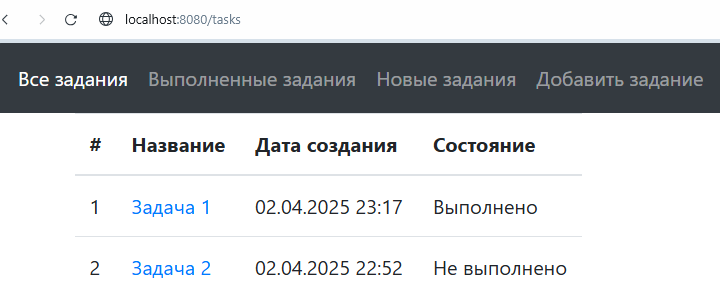 localhost:8080/tasks
Все задания Выполненные задания Новые задания Добавить задание
# Название Дата создания Состояние
1 Задача 1 02.04.2025 23:17 Выполнено
2 Задача 2 02.04.2025 22:52 Не выполнено